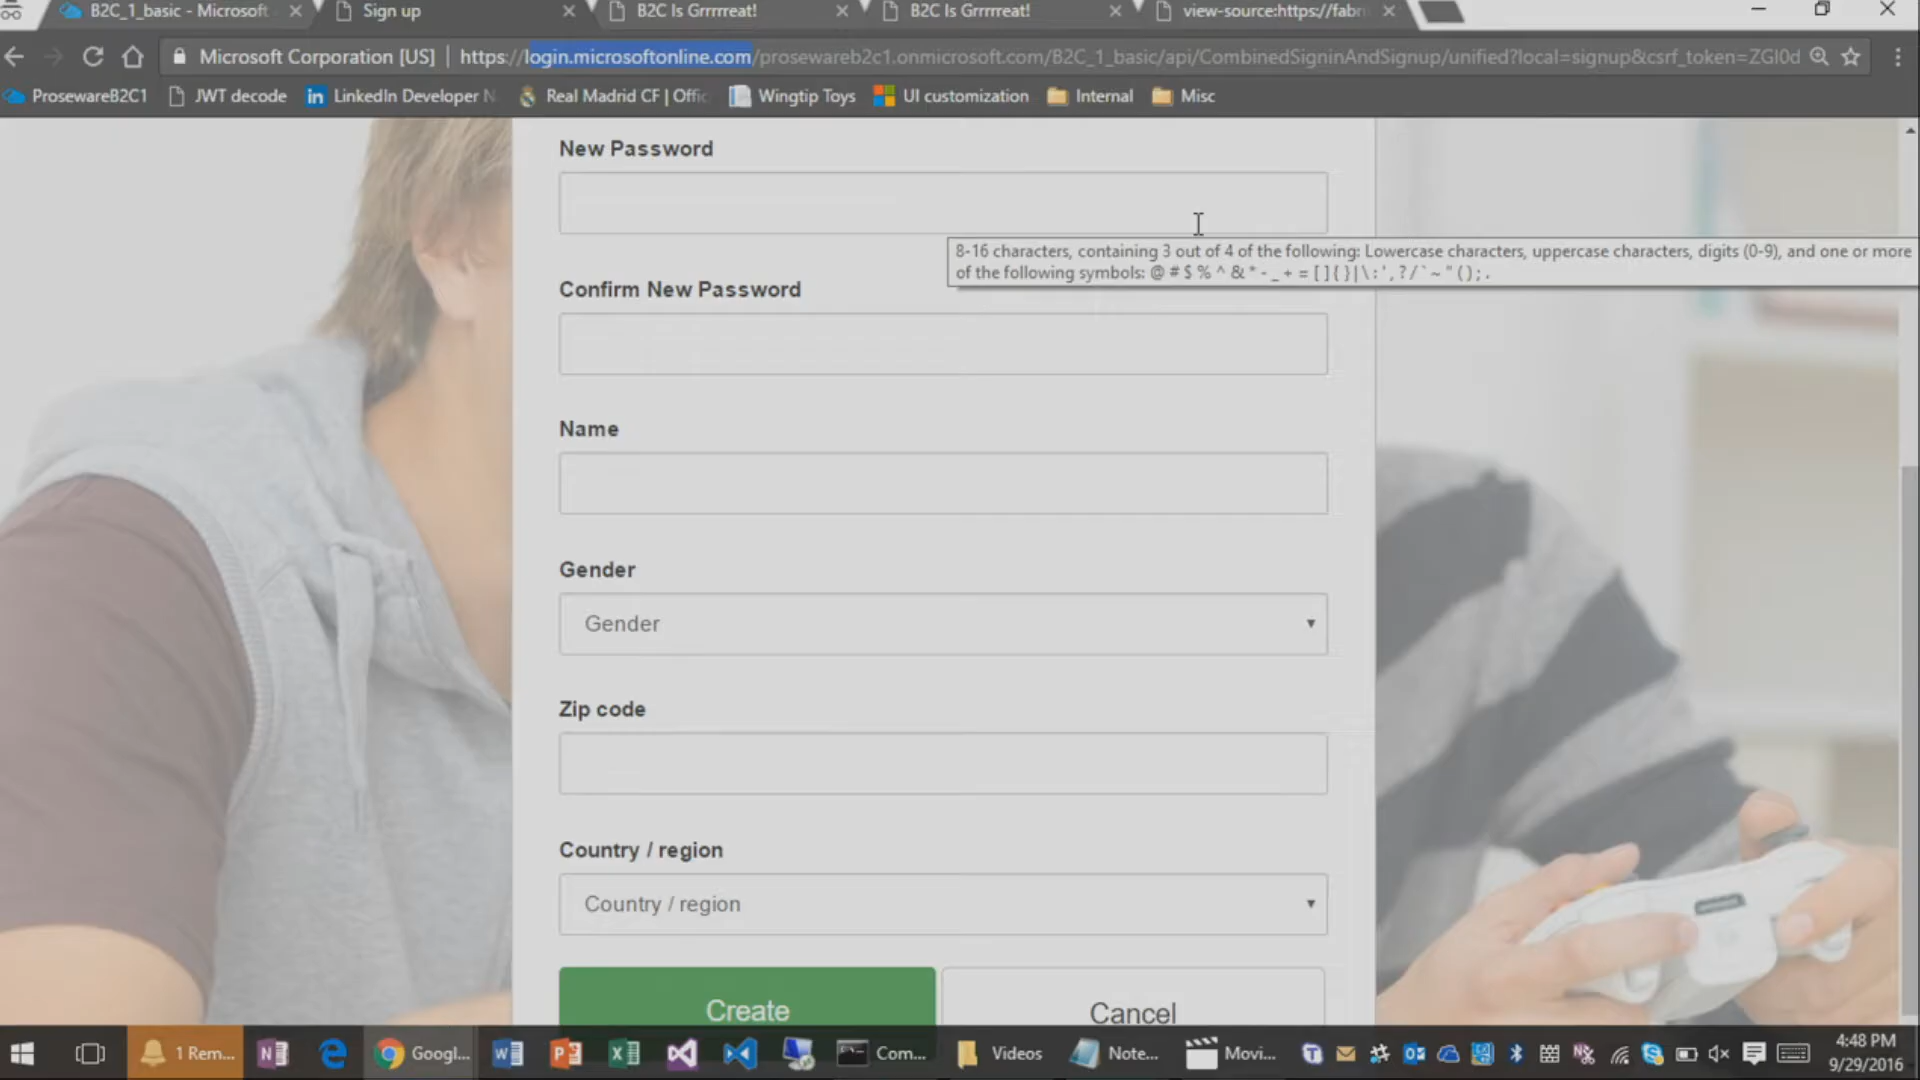 B2C_1_basic - Microsoft
Sign up
B2C Is Grrrrreat!
B2C Is Grrrrreat!
view-source:https://fabri
Microsoft Corporation [US] | https://login.microsoftonline.com/prosewareb2c1.onmicrosoft.com/B2C_1_basic/api/CombinedSigninAndSignup/unified?local=signup&csrf_token=ZGI0d
ProsewareB2C1
JWT decode
LinkedIn Developer N
Real Madrid CF | Offic
Wingtip Toys
UI customization
Internal
Misc
New Password
8-16 characters, containing 3 out of 4 of the following: Lowercase characters, uppercase characters, digits (0-9), and one or more
of the following symbols: @ # $ % ^ & * - _ + = [ ] { } | \ : ' , ? / ` ~ " ( ) ; .
Confirm New Password
Name
Gender
Gender
Zip code
Country / region
Country / region
Create
Cancel
1 Rem...
Googl...
Com...
Videos
Note...
Movi...
4:48 PM
9/29/2016